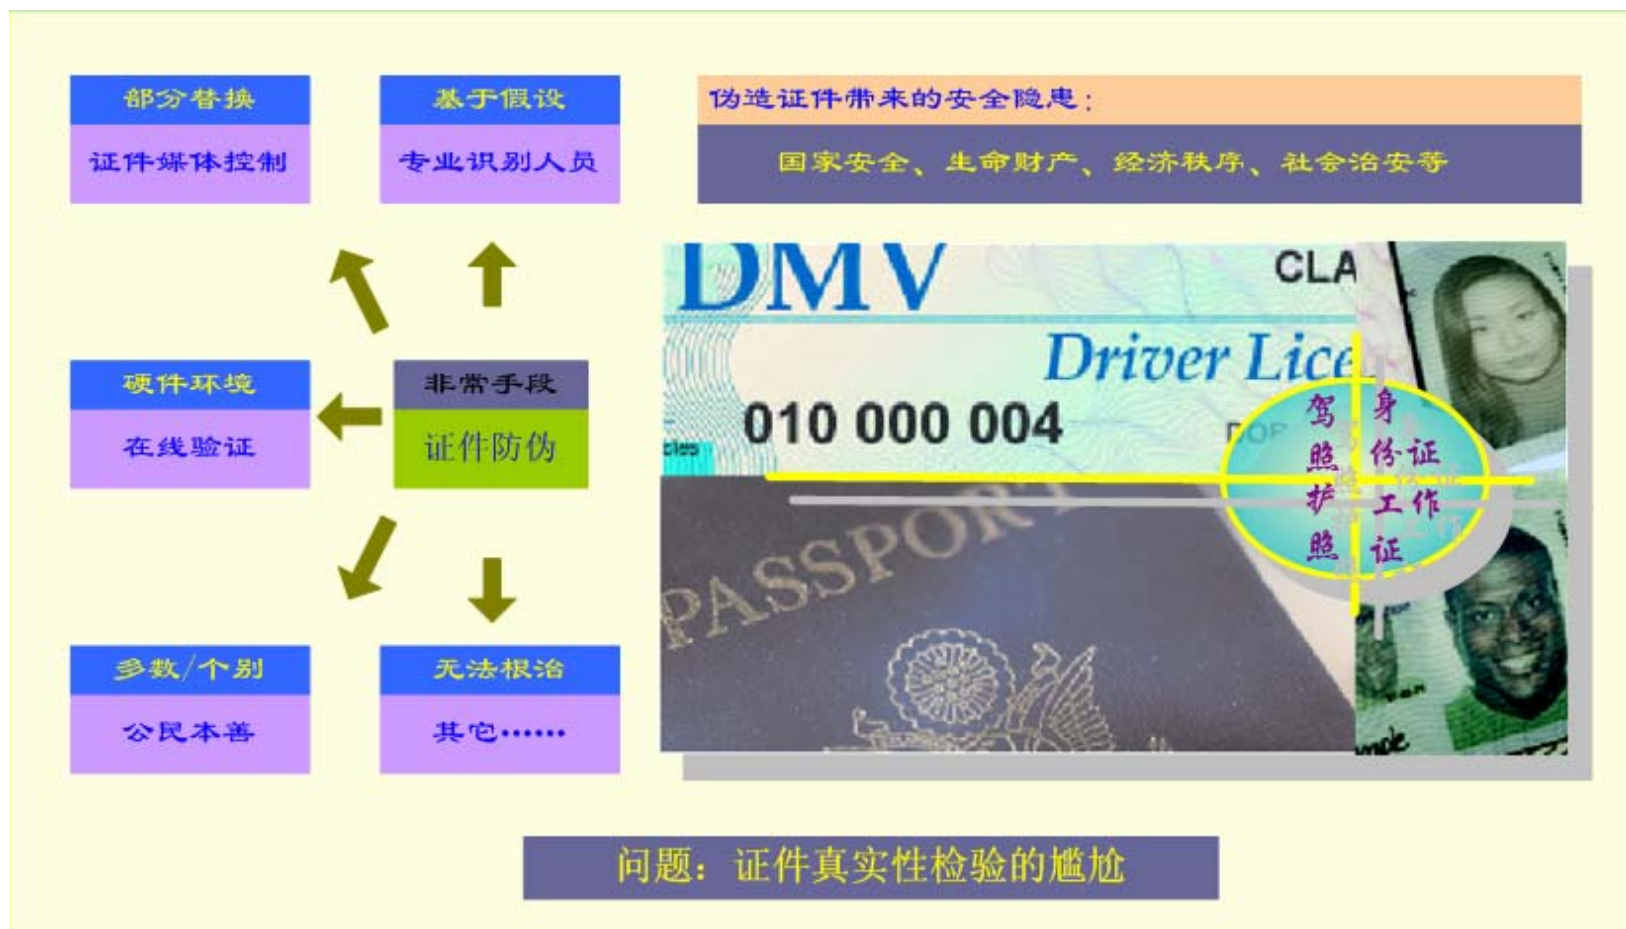 部分替换
证件媒体控制
基于假设
专业识别人员
伪造证件带来的安全隐患：
国家安全、生命财产、经济秩序、社会治安等
硬件环境
在线验证
非常手段
证件防伪
多数/个别
公民本善
无法根治
其它……
DMV
CLA
Driver Lice
010 000 004
DOB
PASSPORT
驾照
护照
身份证
工作证
问题：证件真实性检验的尴尬